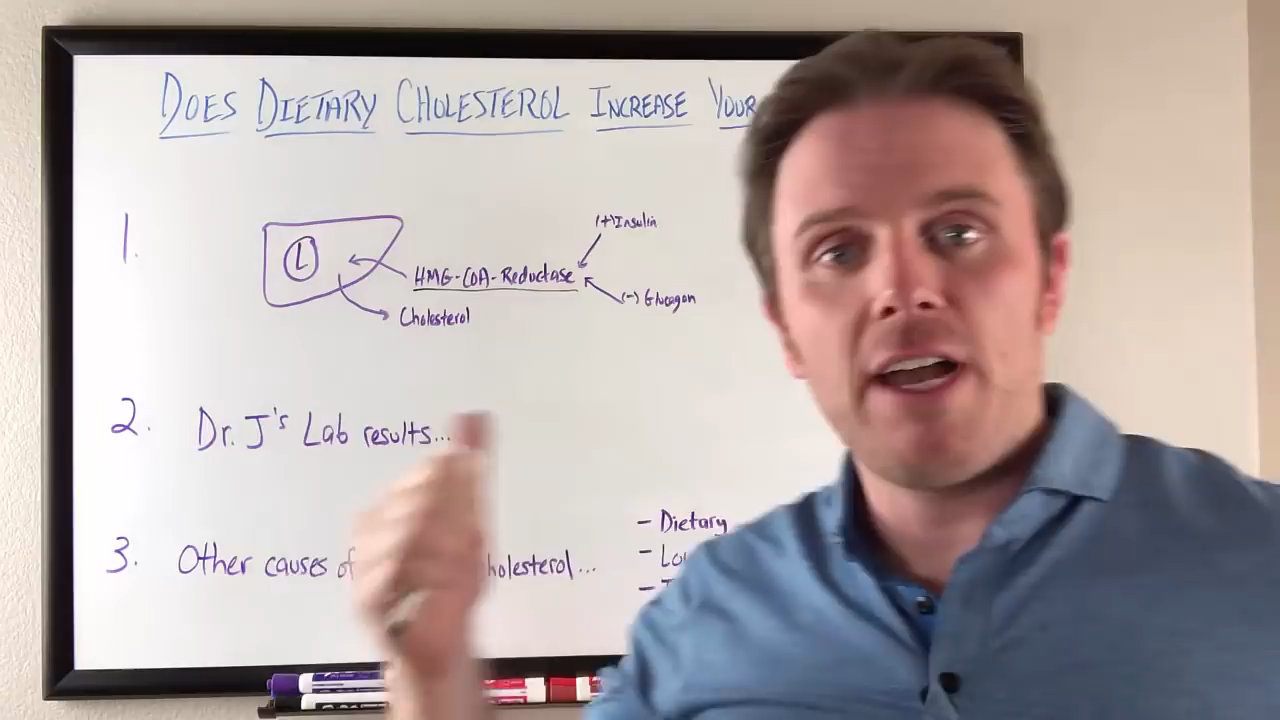 DOES DIETARY CHOLESTEROL INCREASE YOUR
1.
L
(+) Insulin
HMG-COA-Reductase
(-) Glucagon
Cholesterol
2. Dr. J's Lab results...
3. Other causes of holesterol...
- Dietary
-
-